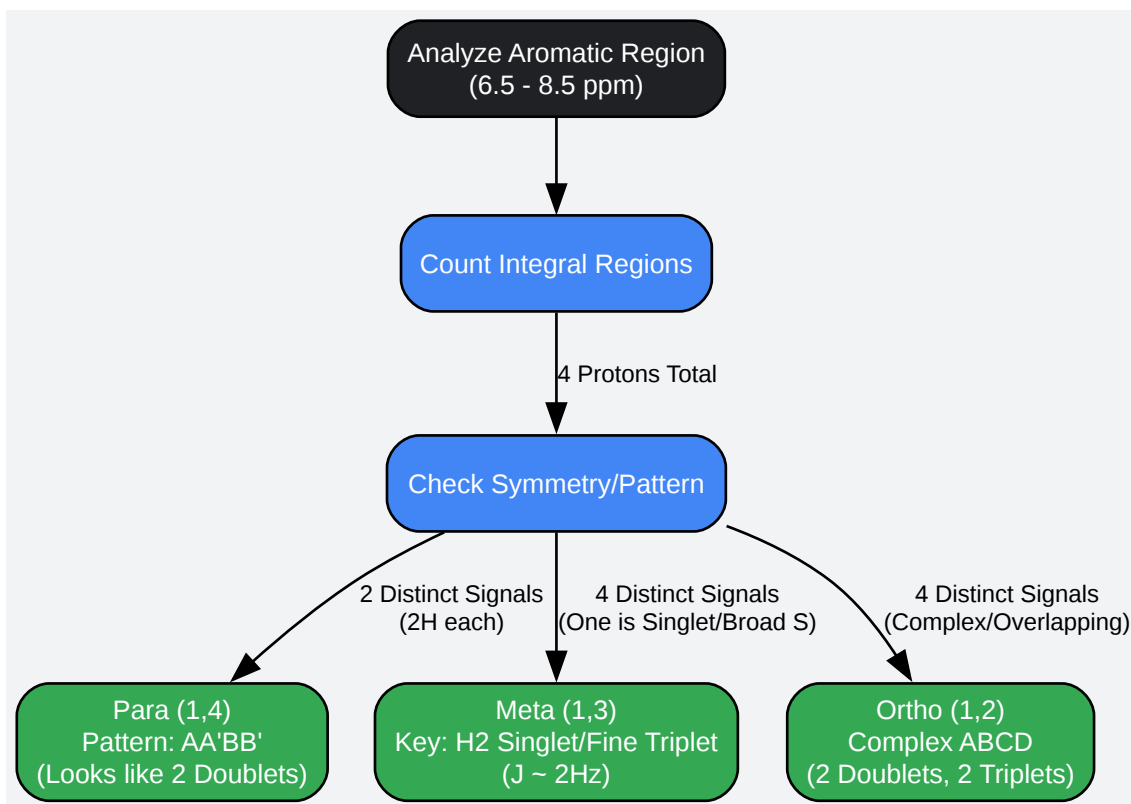 Analyze Aromatic Region
(6.5 - 8.5 ppm)
Count Integral Regions
4 Protons Total
Check Symmetry/Pattern
2 Distinct Signals
(2H each)
4 Distinct Signals
(One is Singlet/Broad S)
4 Distinct Signals
(Complex/Overlapping)
Para (1,4)
Pattern: AA'BB'
(Looks like 2 Doublets)
Meta (1,3)
Key: H2 Singlet/Fine Triplet
(J ~ 2Hz)
Ortho (1,2)
Complex ABCD
(2 Doublets, 2 Triplets)